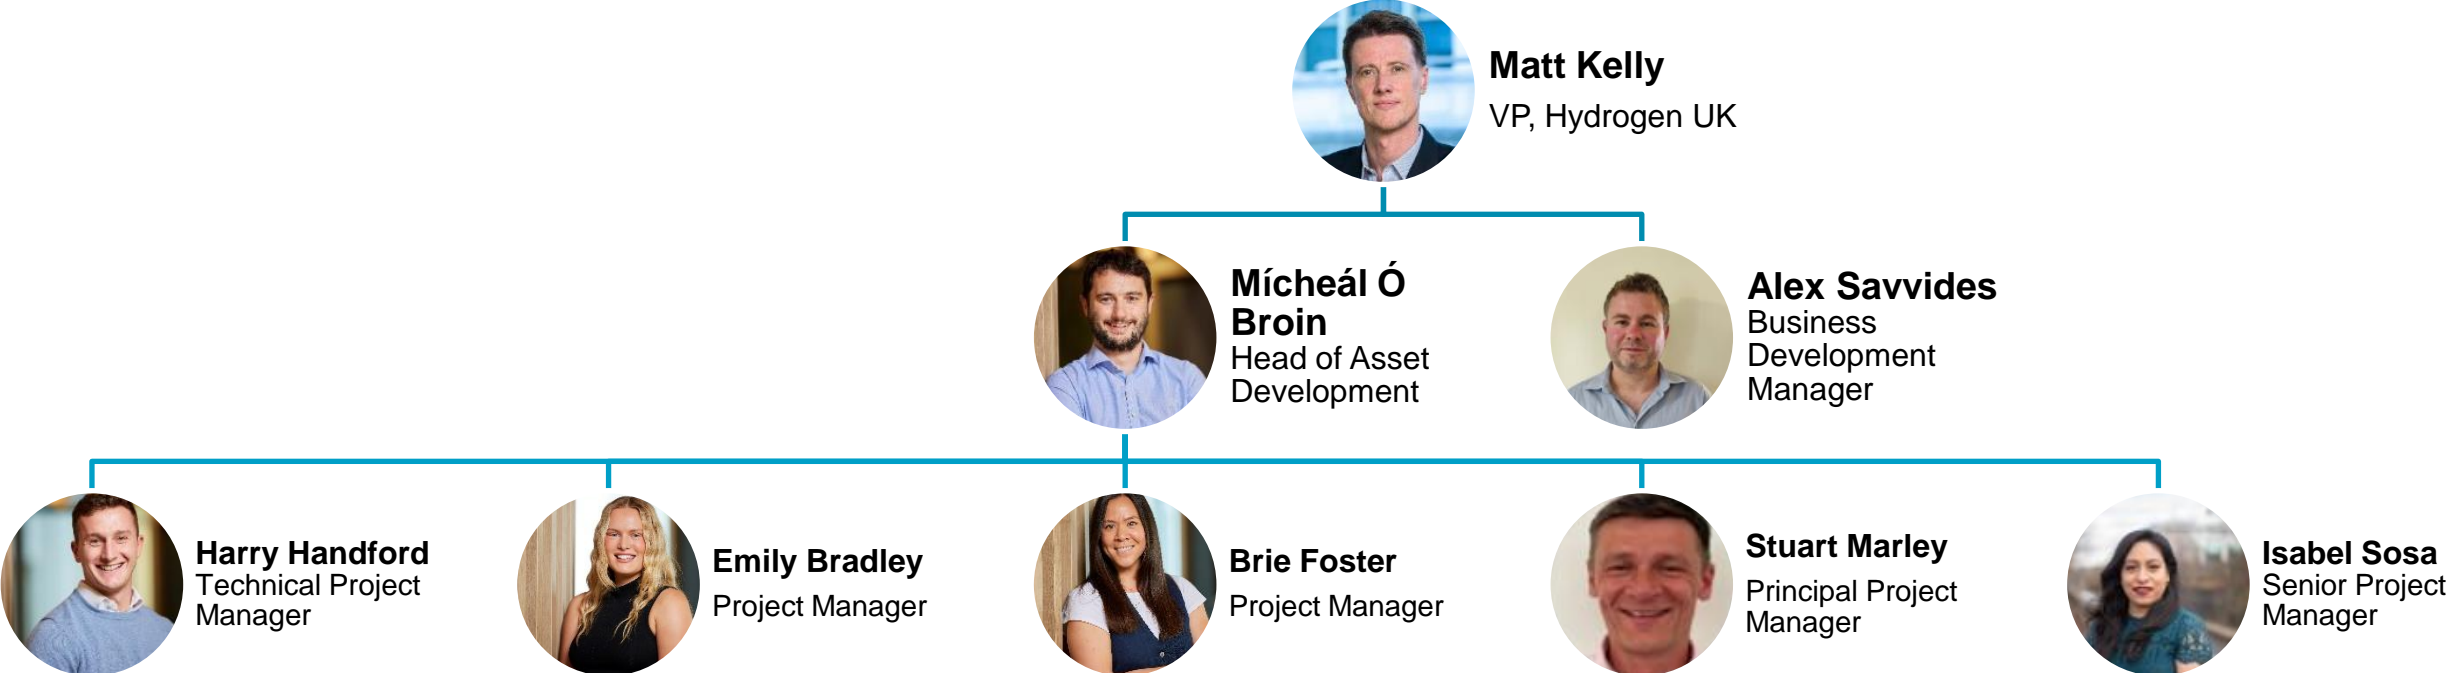 Matt Kelly
VP, Hydrogen UK
Mícheál Ó
Broin
Head of Asset
Development
Alex Savvides
Business
Development
Manager
Harry Handford
Technical Project
Manager
Emily Bradley
Project Manager
Brie Foster
Project Manager
Stuart Marley
Principal Project
Manager
Isabel Sosa
Senior Project
Manager